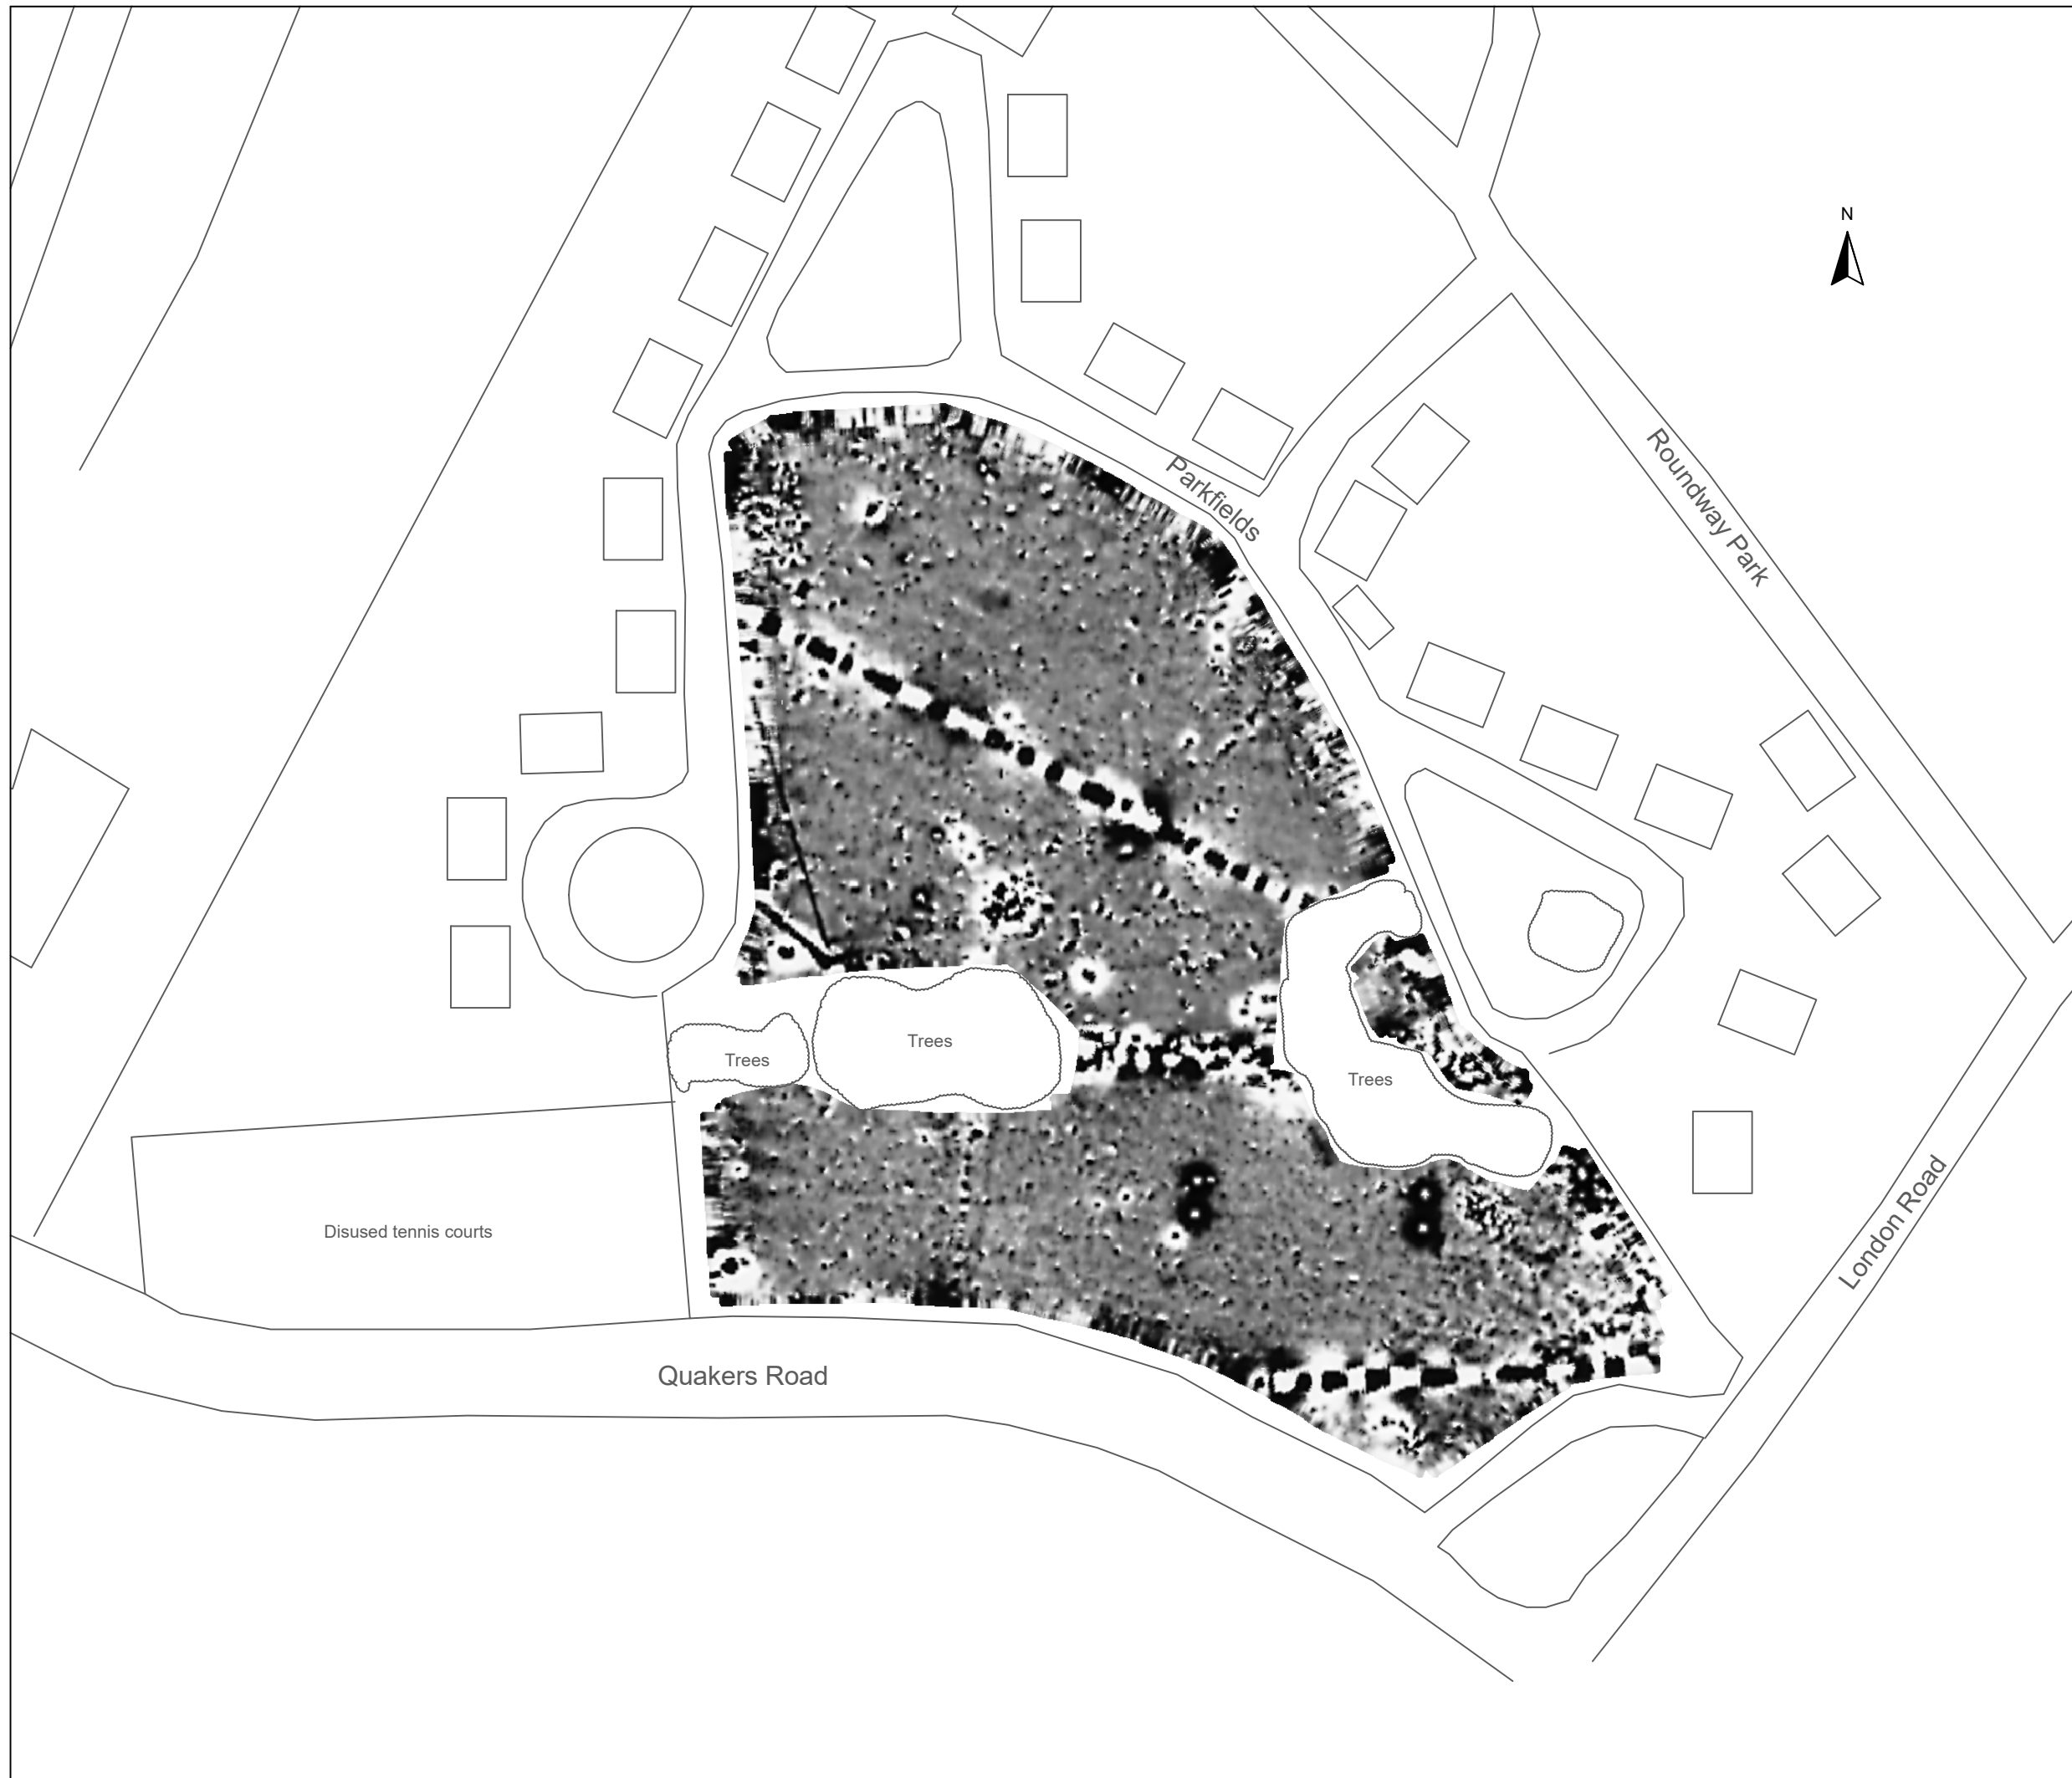 N
Parkfields
Roundway Park
Trees
Trees
Trees
Disused tennis courts
London Road
Quakers Road